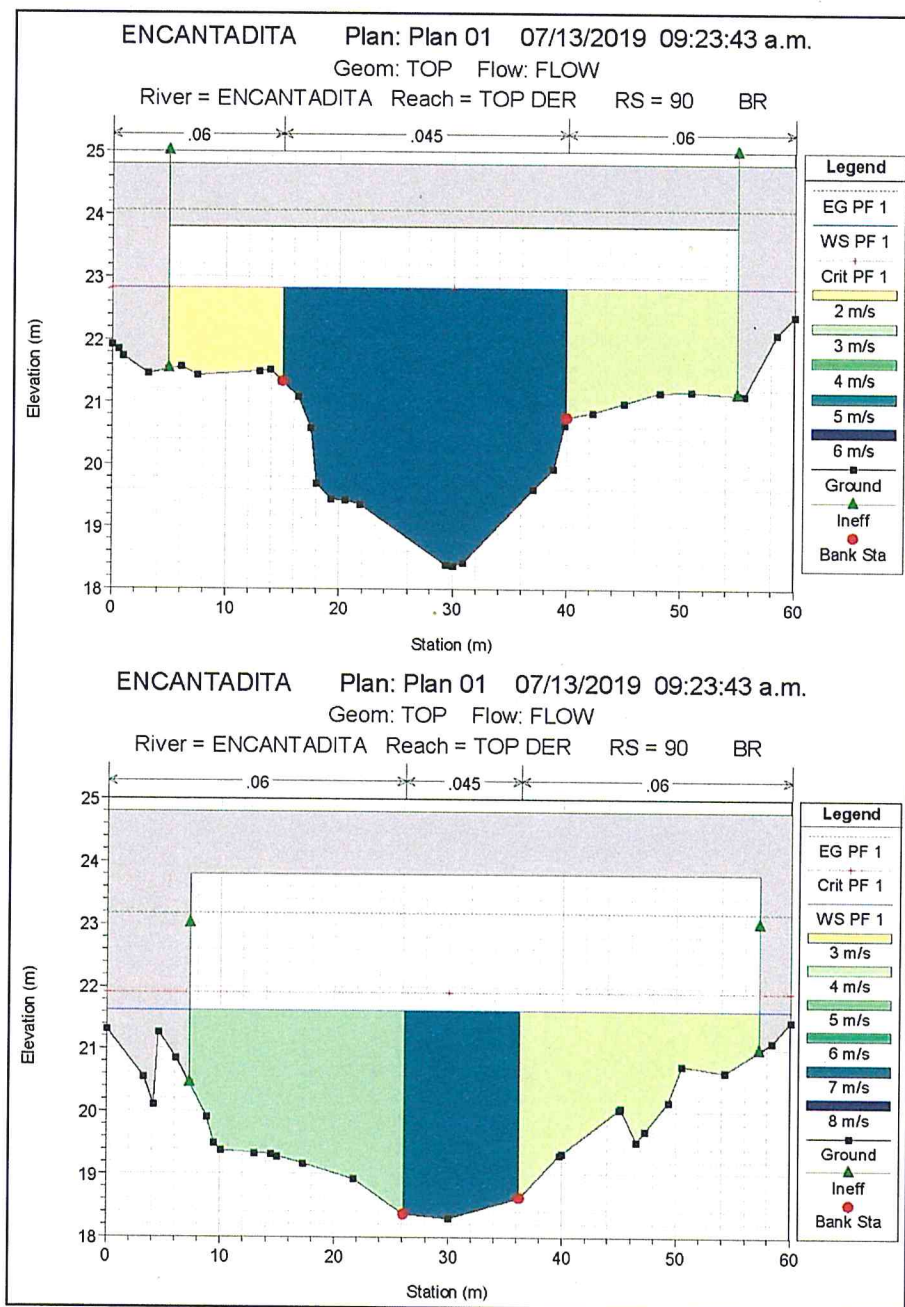 ENCANTADITA Plan: Plan 01 07/13/2019 09:23:43 a.m.
Geom: TOP Flow: FLOW
River = ENCANTADITA Reach = TOP DER RS = 90 BR
.06 .045 .06
25
24
23
22
21
20
19
18
Elevation (m)
0 10 20 30 40 50 60
Station (m)
Legend
EG PF 1
WS PF 1
Crit PF 1
2 m/s
3 m/s
4 m/s
5 m/s
6 m/s
Ground
Ineff
Bank Sta
ENCANTADITA Plan: Plan 01 07/13/2019 09:23:43 a.m.
Geom: TOP Flow: FLOW
River = ENCANTADITA Reach = TOP DER RS = 90 BR
.06 .045 .06
25
24
23
22
21
20
19
18
Elevation (m)
0 10 20 30 40 50 60
Station (m)
Legend
EG PF 1
Crit PF 1
WS PF 1
3 m/s
4 m/s
5 m/s
6 m/s
7 m/s
8 m/s
Ground
Ineff
Bank Sta